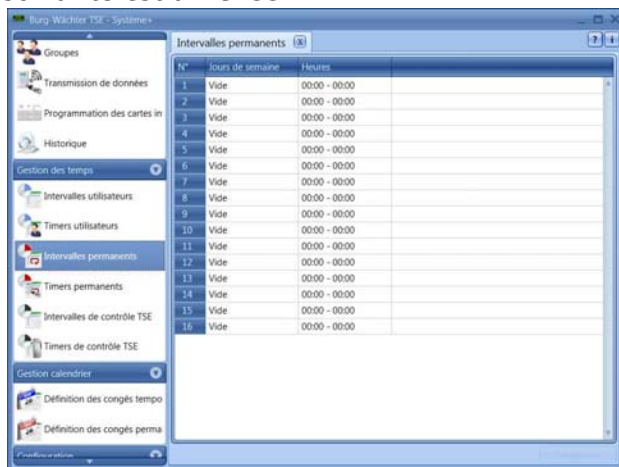 Burg-Wächter TSE - Système+
Groupes
Transmission de données
Programmation des cartes in
Historique
Gestion des temps
Intervalles utilisateurs
Timers utilisateurs
Intervalles permanents
Timers permanents
Intervalles de contrôle TSE
Timers de contrôle TSE
Gestion calendrier
Définition des congés tempo
Définition des congés perma
Configuration
Intervalles permanents
N° Jours de semaine Heures
1 Vide 00:00 - 00:00
2 Vide 00:00 - 00:00
3 Vide 00:00 - 00:00
4 Vide 00:00 - 00:00
5 Vide 00:00 - 00:00
6 Vide 00:00 - 00:00
7 Vide 00:00 - 00:00
8 Vide 00:00 - 00:00
9 Vide 00:00 - 00:00
10 Vide 00:00 - 00:00
11 Vide 00:00 - 00:00
12 Vide 00:00 - 00:00
13 Vide 00:00 - 00:00
14 Vide 00:00 - 00:00
15 Vide 00:00 - 00:00
16 Vide 00:00 - 00:00